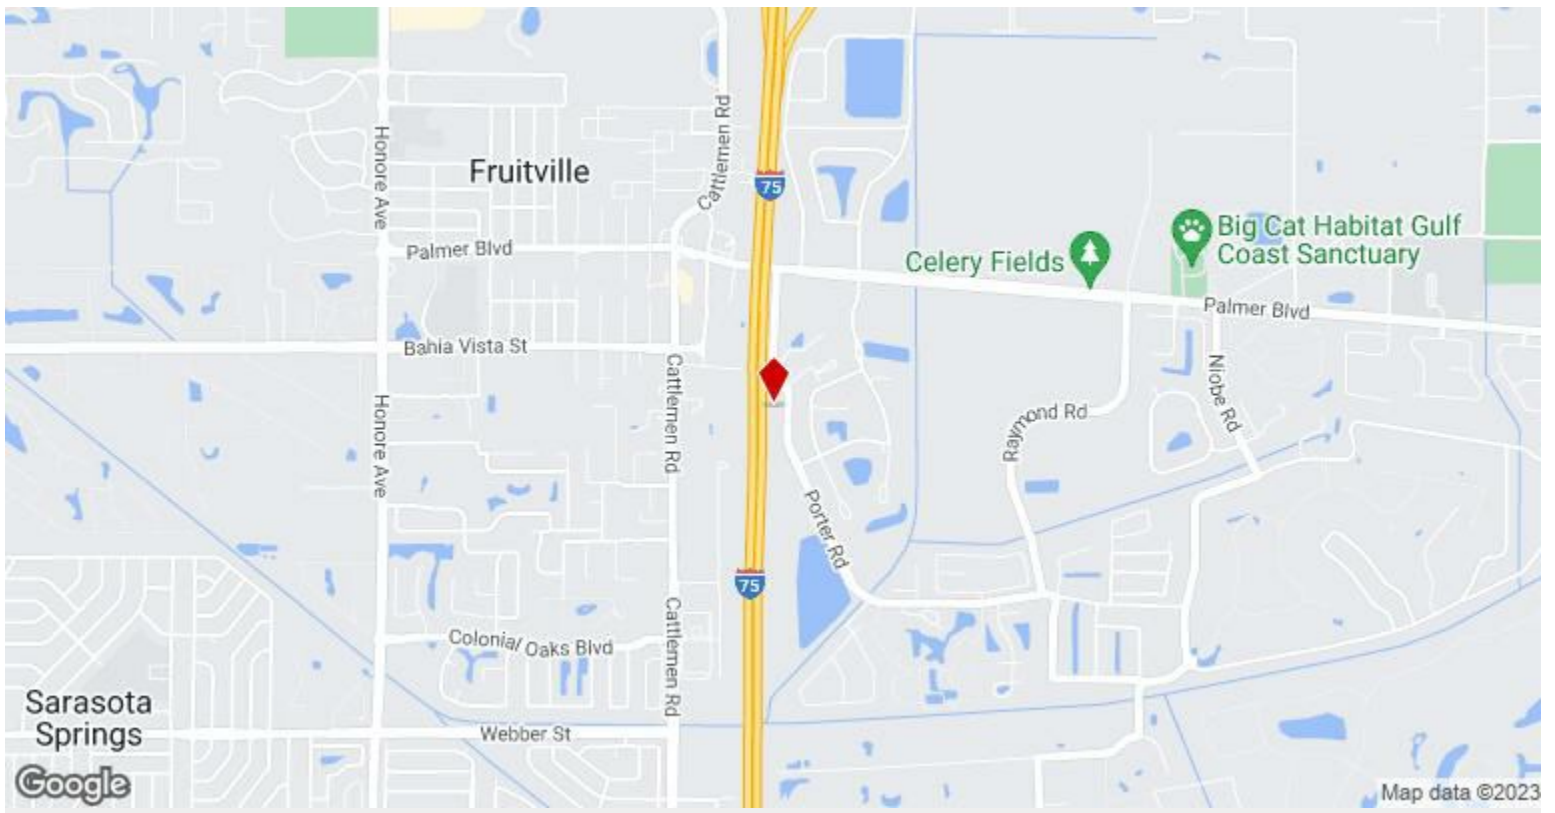 Honore Ave
Fruitville
Cattlemen Rd
75
Palmer Blvd
Celery Fields
Big Cat Habitat Gulf
Coast Sanctuary
Palmer Blvd
Bahia Vista St
Honore Ave
Cattlemen Rd
Raymond Rd
Niobe Rd
Porter Rd
75
Colonial Oaks Blvd
Cattlemen Rd
Sarasota
Springs
Webber St
Google
Map data ©2023